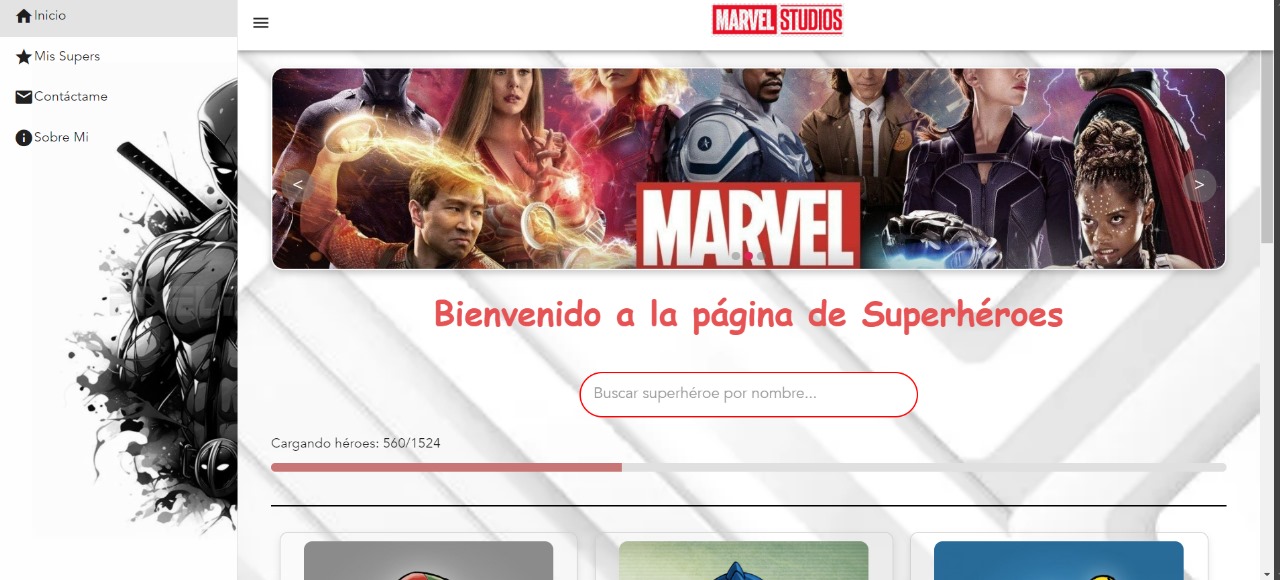 Inicio
Mis Supers
Contáctame
Sobre Mi
MARVEL STUDIOS
<
>
MARVEL
Bienvenido a la página de Superhéroes
Buscar superhéroe por nombre...
Cargando héroes: 560/1524